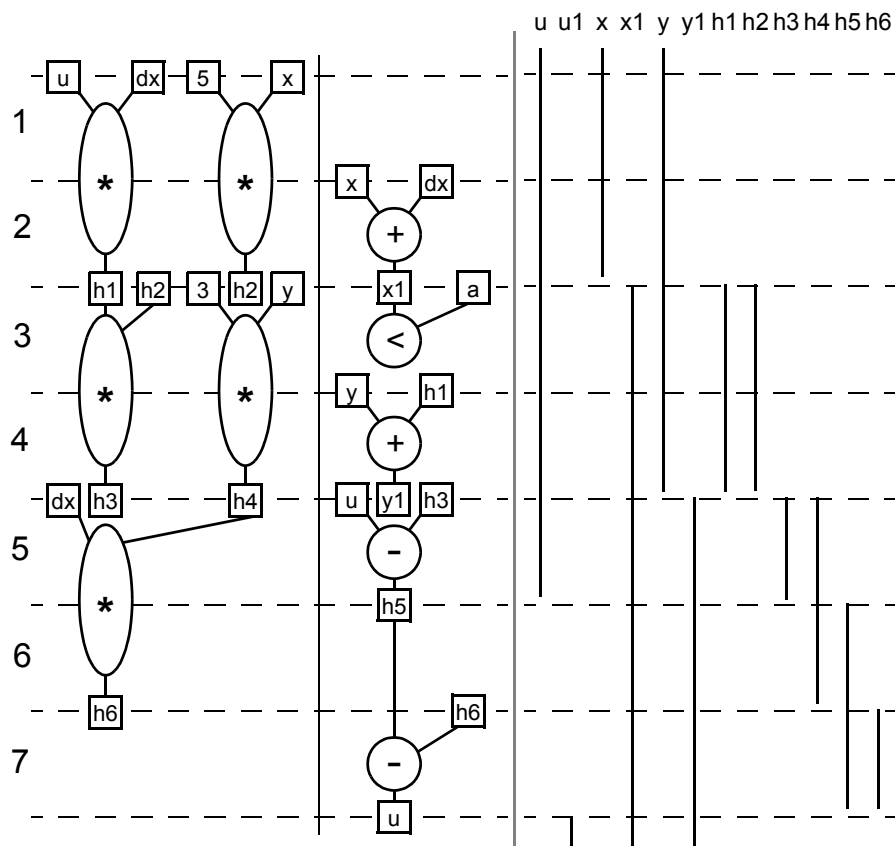 u u1 x x1 y y1 h1 h2 h3 h4 h5 h6
u dx 5 x
1
* * x dx
2 +
h1 h2 3 h2 y x1 a
3 <
* * y h1
4 +
dx h3 h4 u y1 h3
5 -
* h5
6
h6 h6
7 -
u